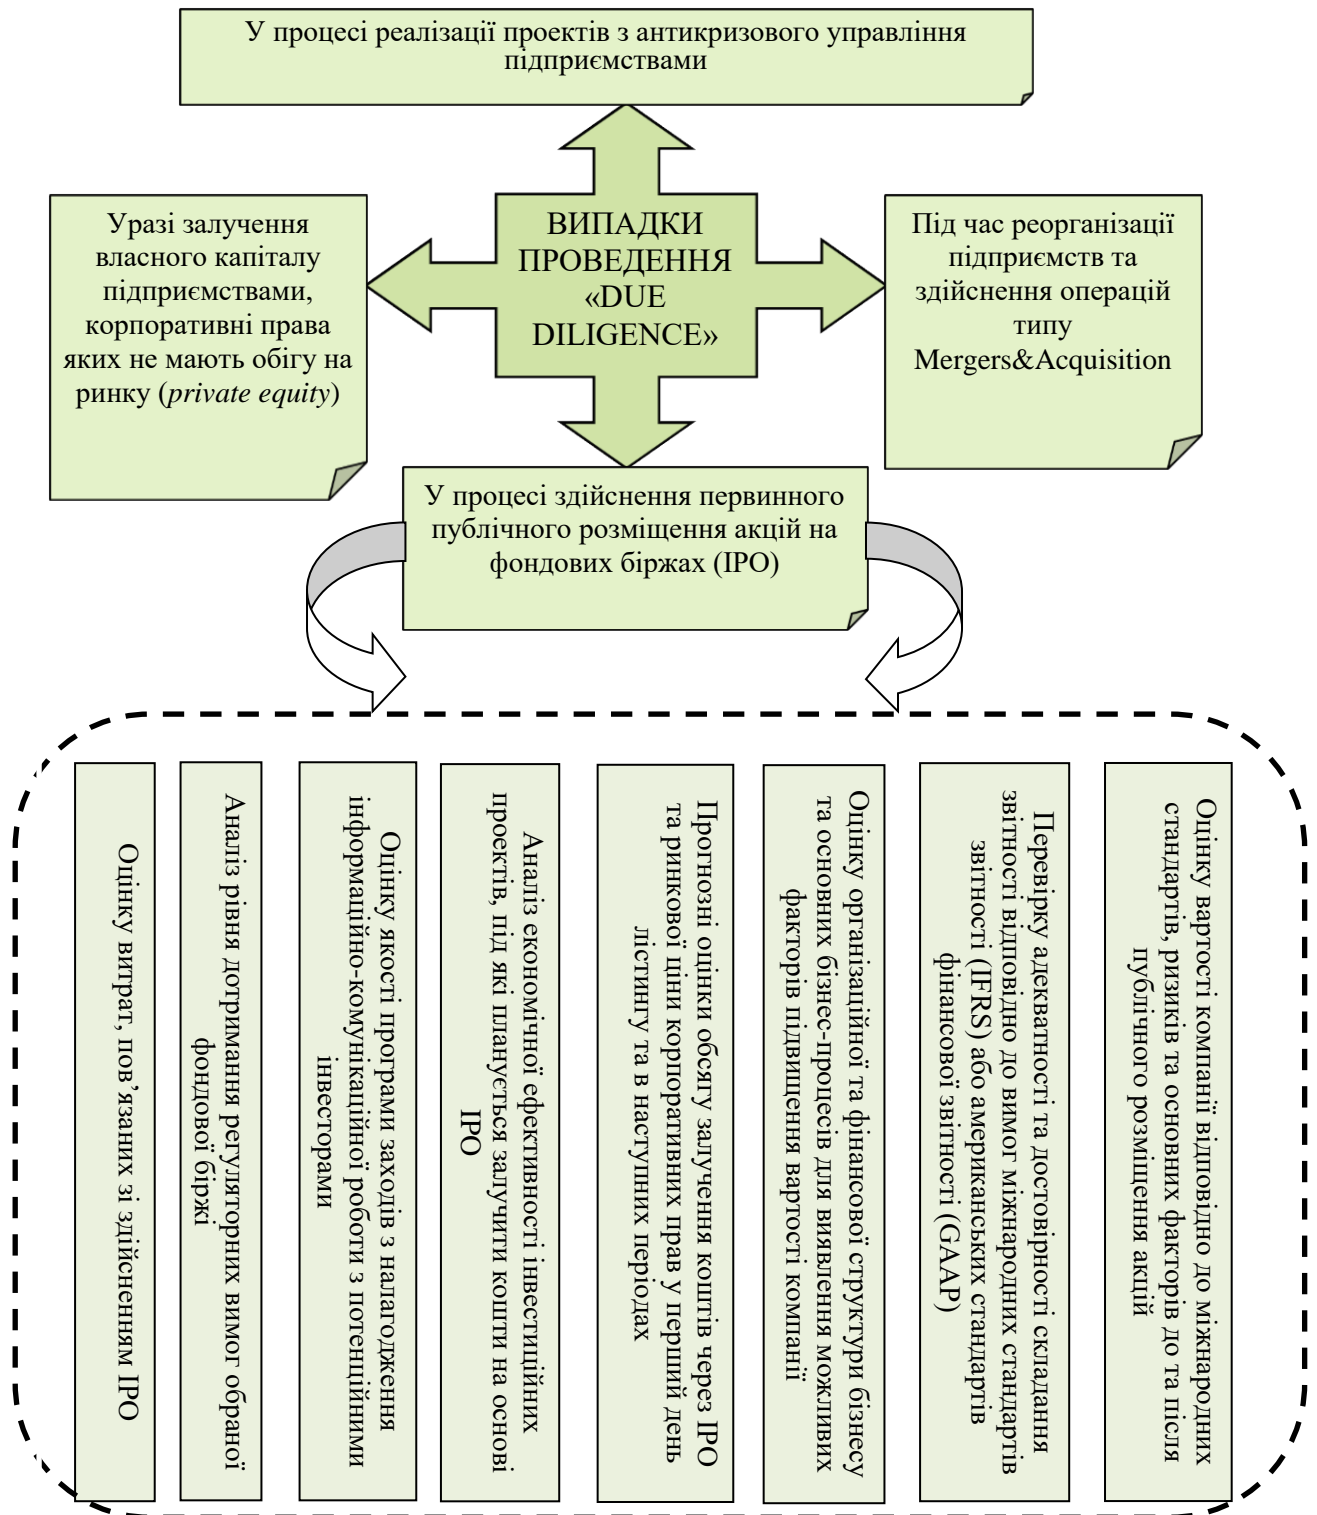 У процесі реалізації проектів з антикризового управління
підприємствами
Уразі залучення
власного капіталу
підприємствами,
корпоративні права
яких не мають обігу на
ринку (private equity)
ВИПАДКИ
ПРОВЕДЕННЯ
«DUE
DILIGENCE»
Під час реорганізації
підприємств та
здійснення операцій
типу
Mergers&Acquisition
У процесі здійснення первинного
публічного розміщення акцій на
фондових біржах (IPO)
Оцінку витрат, пов’язаних зі здійсненням IPO
Аналіз рівня дотримання регуляторних вимог обраної
фондової біржі
Оцінку якості програми заходів з налагодження
інформаційно-комунікаційної роботи з потенційними
інвесторами
Аналіз економічної ефективності інвестиційних
проектів, під які планується залучити кошти на основі
IPO
Прогнозні оцінки обсягу залучення коштів через IPO
та ринкової ціни корпоративних прав у перший день
лістингу та в наступних періодах
Оцінку організаційної та фінансової структури бізнесу
та основних бізнес-процесів для виявлення можливих
факторів підвищення вартості компанії
Перевірку адекватності та достовірності складання
звітності відповідно до вимог міжнародних стандартів
звітності (IFRS) або американських стандартів
фінансової звітності (GAAP)
Оцінку вартості компанії відповідно до міжнародних
стандартів, ризиків та основних факторів до та після
публічного розміщення акцій